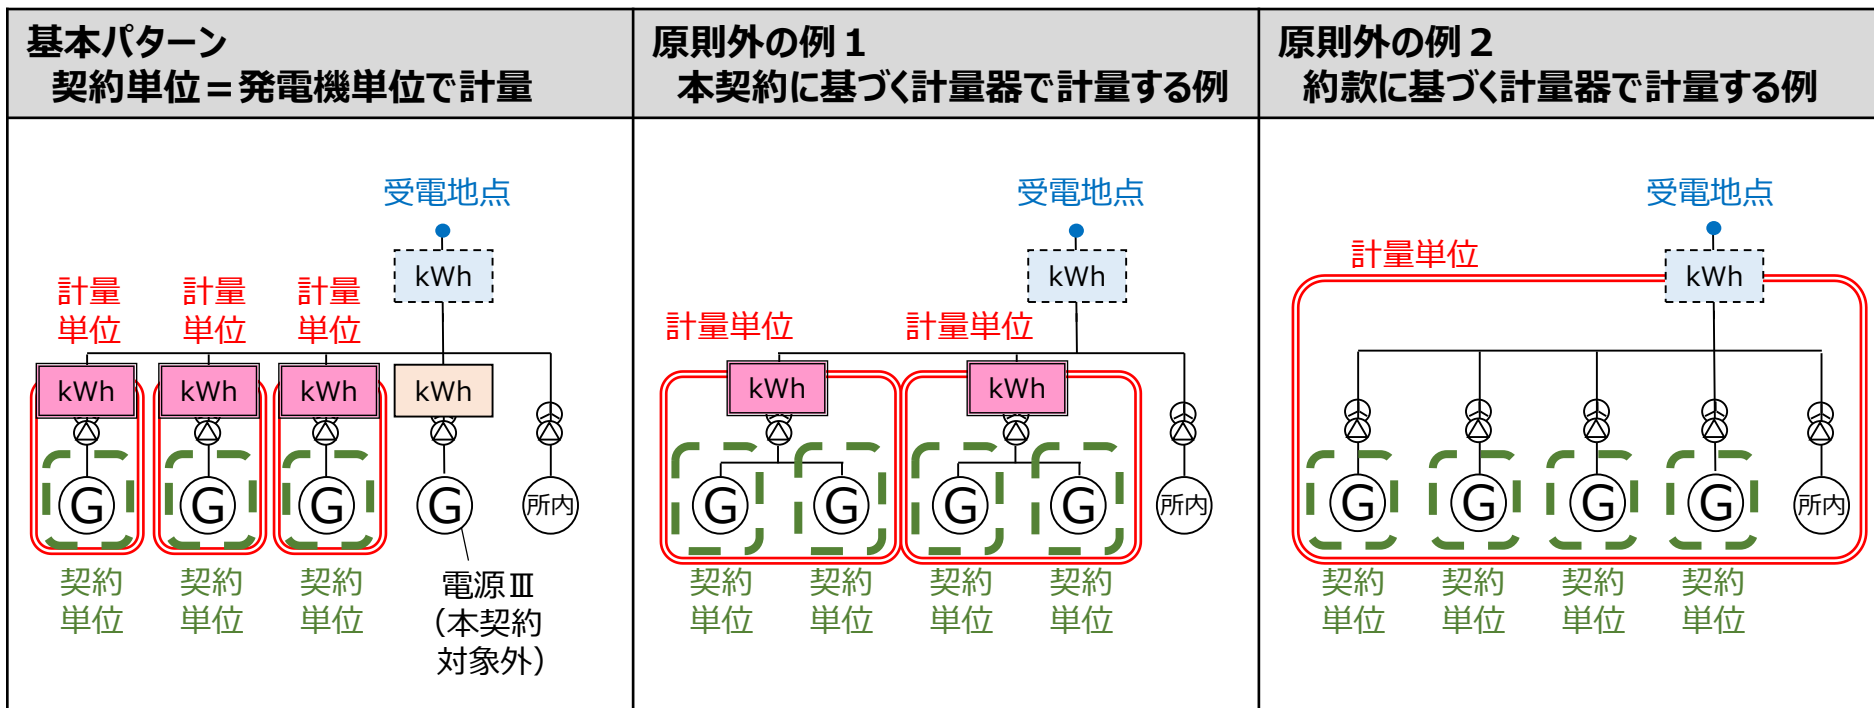 基本パターン
契約単位＝発電機単位で計量
受電地点
kWh
計量
単位
計量
単位
計量
単位
kWh
kWh
kWh
kWh
G
G
G
G
所内
契約
単位
契約
単位
契約
単位
電源Ⅲ
（本契約
対象外）
原則外の例１
本契約に基づく計量器で計量する例
受電地点
kWh
計量単位
計量単位
kWh
kWh
G
G
G
G
所内
契約
単位
契約
単位
契約
単位
契約
単位
原則外の例２
約款に基づく計量器で計量する例
受電地点
計量単位
kWh
G
G
G
G
所内
契約
単位
契約
単位
契約
単位
契約
単位